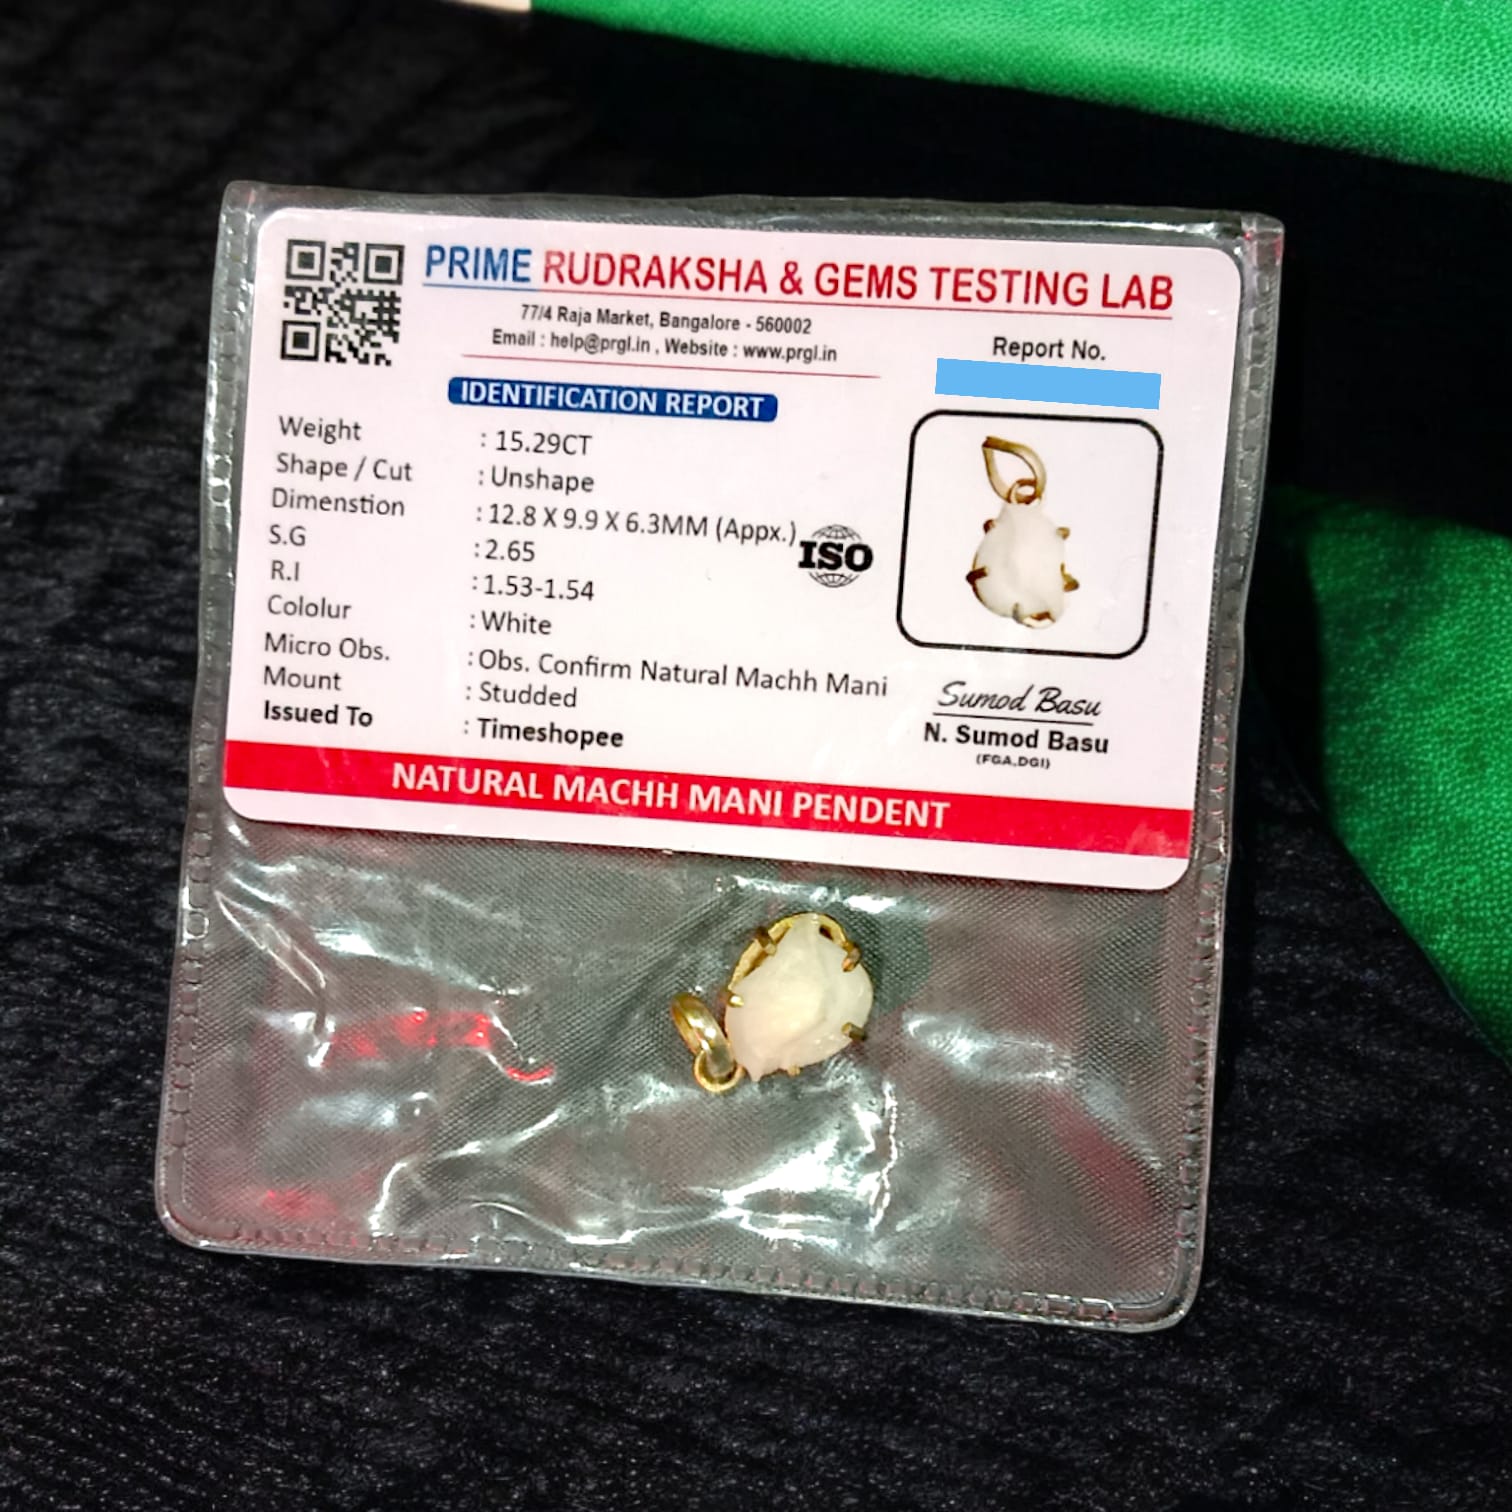 PRIME RUDRAKSHA & GEMS TESTING LAB
77/4 Raja Market, Bangalore - 560002
Email : help@prgl.in , Website : www.prgl.in
Report No.
IDENTIFICATION REPORT
Weight : 15.29CT
Shape / Cut : Unshape
Dimenstion : 12.8 X 9.9 X 6.3MM (Appx.)
S.G : 2.65
ISO
R.I : 1.53-1.54
Cololur : White
Micro Obs. : Obs. Confirm Natural Machh Mani
Mount : Studded
Issued To : Timeshopee
Sumod Basu
N. Sumod Basu
(FGA,DGI)
NATURAL MACHH MANI PENDENT